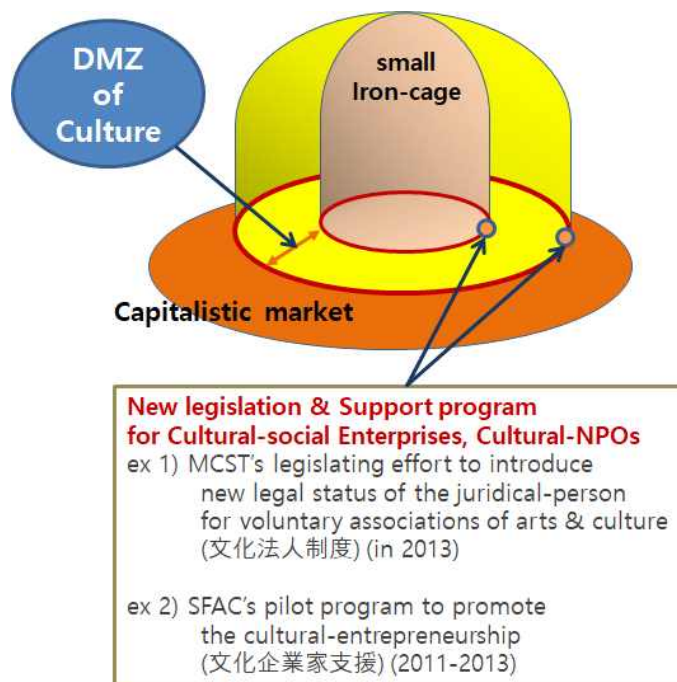 DMZ
of
Culture
small
Iron-cage
Capitalistic market
New legislation & Support program
for Cultural-social Enterprises, Cultural-NPOs
ex 1) MCST's legislating effort to introduce
new legal status of the juridical-person
for voluntary associations of arts & culture
(文化法人制度) (in 2013)
ex 2) SFAC's pilot program to promote
the cultural-entrepreneurship
(文化企業家支援) (2011-2013)